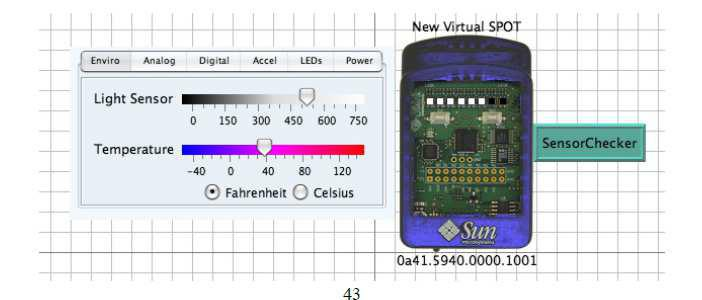 New Virtual SPOT
Enviro Analog Digital Accel LEDs Power
Light Sensor
0 150 300 450 600 750
Temperature
-40 0 40 80 120
Fahrenheit Celsius
SensorChecker
Sun
0a41.5940.0000.1001
43